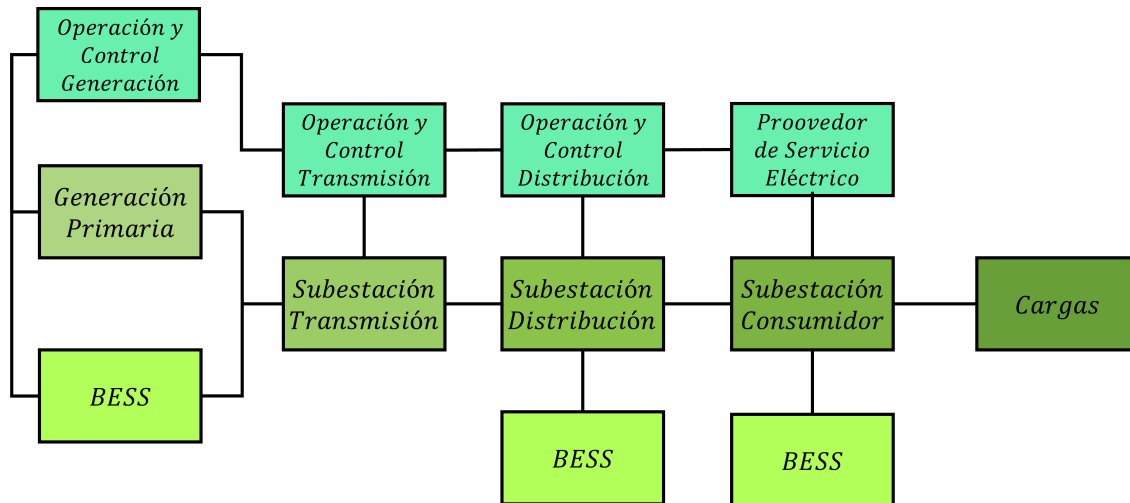 Operación y
Control
Generación
Operación y
Control
Transmisión
Operación y
Control
Distribución
Proovedor
de Servicio
Eléctrico
Generación
Primaria
Subestación
Transmisión
Subestación
Distribución
Subestación
Consumidor
Cargas
BESS
BESS
BESS